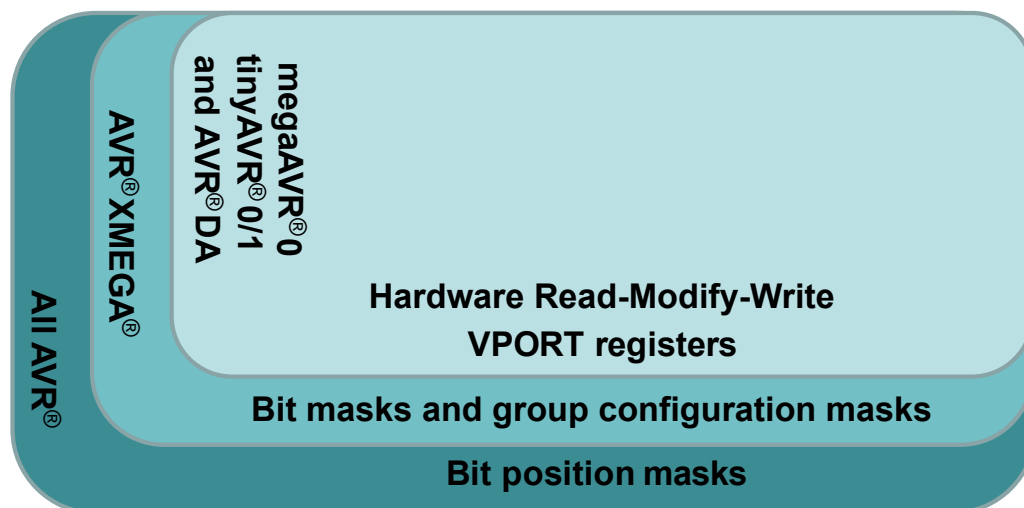 megaAVR®0
tinyAVR®0/1
and AVR®DA
AVR®XMEGA®
All AVR®
Hardware Read-Modify-Write
VPORT registers
Bit masks and group configuration masks
Bit position masks